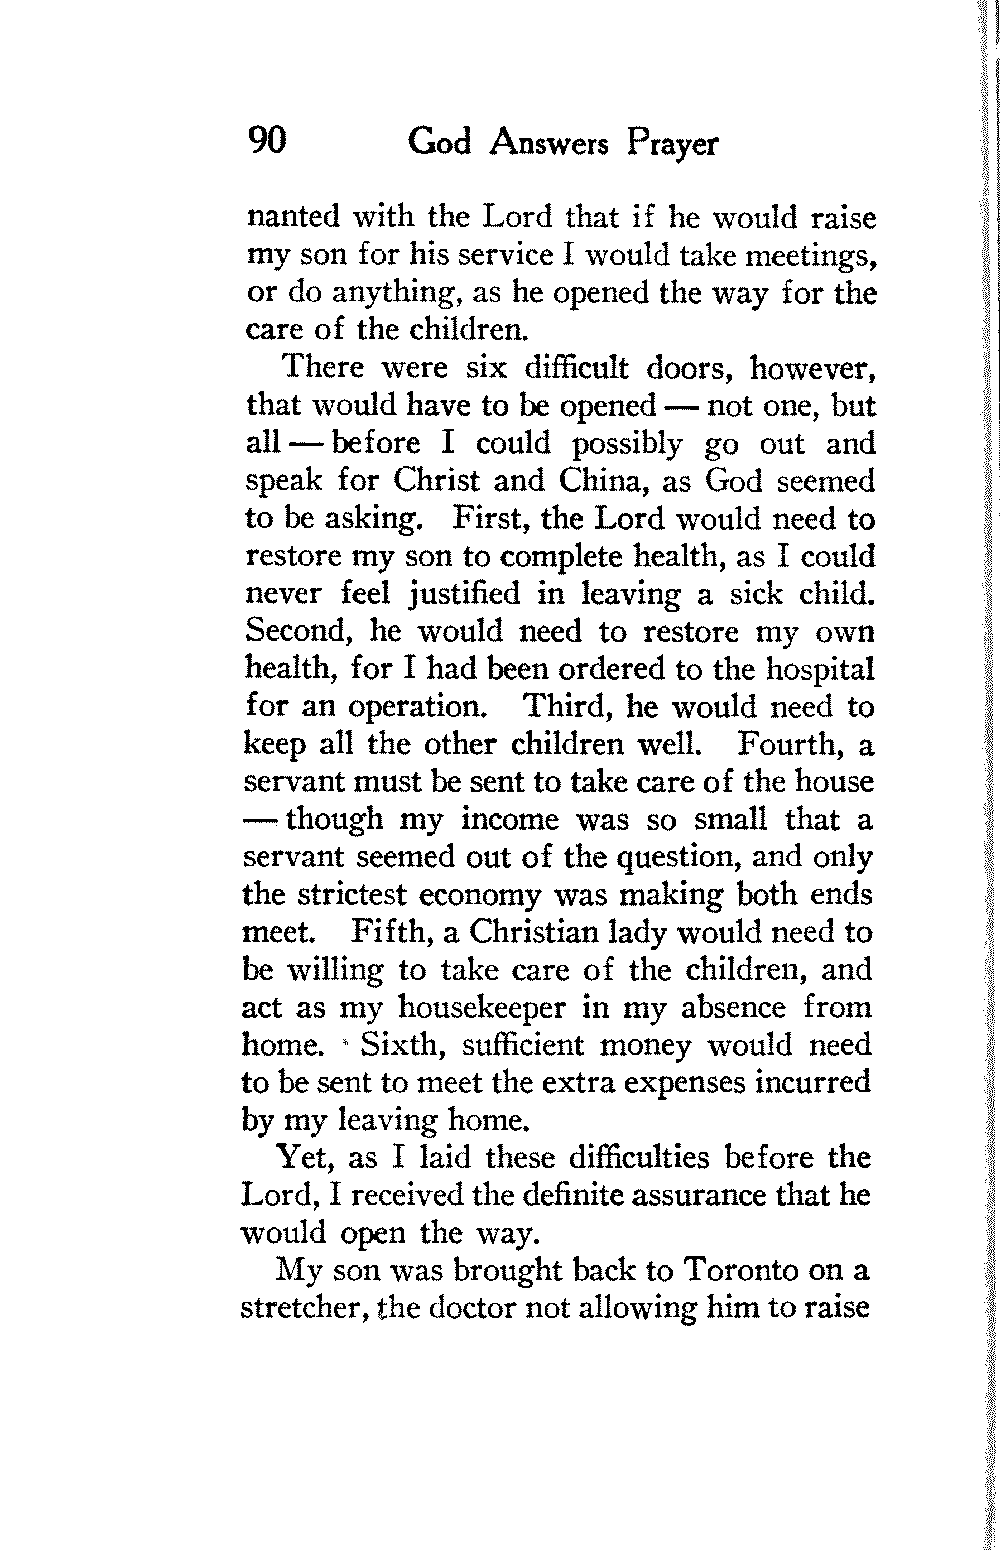 90 God Answers Prayer
nanted with the Lord that if he would raise
my son for his service I would take meetings,
or do anything, as he opened the way for the
care of the children.
There were six difficult doors, however,
that would have to be opened — not one, but
all — before I could possibly go out and
speak for Christ and China, as God seemed
to be asking. First, the Lord would need to
restore my son to complete health, as I could
never feel justified in leaving a sick child.
Second, he would need to restore my own
health, for I had been ordered to the hospital
for an operation. Third, he would need to
keep all the other children well. Fourth, a
servant must be sent to take care of the house
— though my income was so small that a
servant seemed out of the question, and only
the strictest economy was making both ends
meet. Fifth, a Christian lady would need to
be willing to take care of the children, and
act as my housekeeper in my absence from
home. Sixth, sufficient money would need
to be sent to meet the extra expenses incurred
by my leaving home.
Yet, as I laid these difficulties before the
Lord, I received the definite assurance that he
would open the way.
My son was brought back to Toronto on a
stretcher, the doctor not allowing him to raise